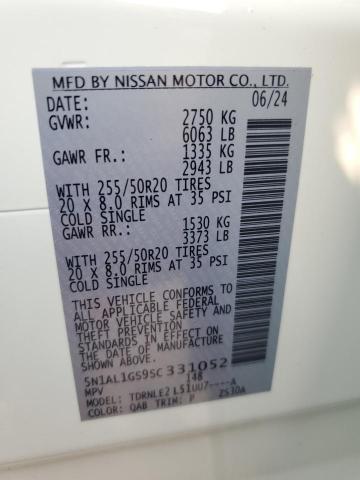 MFD BY NISSAN MOTOR CO., LTD.
DATE: 06/24
GVWR: 2750 KG
6063 LB
GAWR FR.: 1335 KG
2943 LB
WITH 255/50R20 TIRES
20 X 8.0 RIMS AT 35 PSI
COLD SINGLE
GAWR RR.: 1530 KG
3373 LB
WITH 255/50R20 TIRES
20 X 8.0 RIMS AT 35 PSI
COLD SINGLE
THIS VEHICLE CONFORMS TO
ALL APPLICABLE FEDERAL
MOTOR VEHICLE SAFETY AND
THEFT PREVENTION
STANDARDS IN EFFECT ON
THE DATE OF MANUFACTURE
SHOWN ABOVE.
5N1AL1GS9SC331052
MPV 148
MODEL: TDRNLE2 L51UU7----A
COLOR: QAB TRIM: P ZS10A